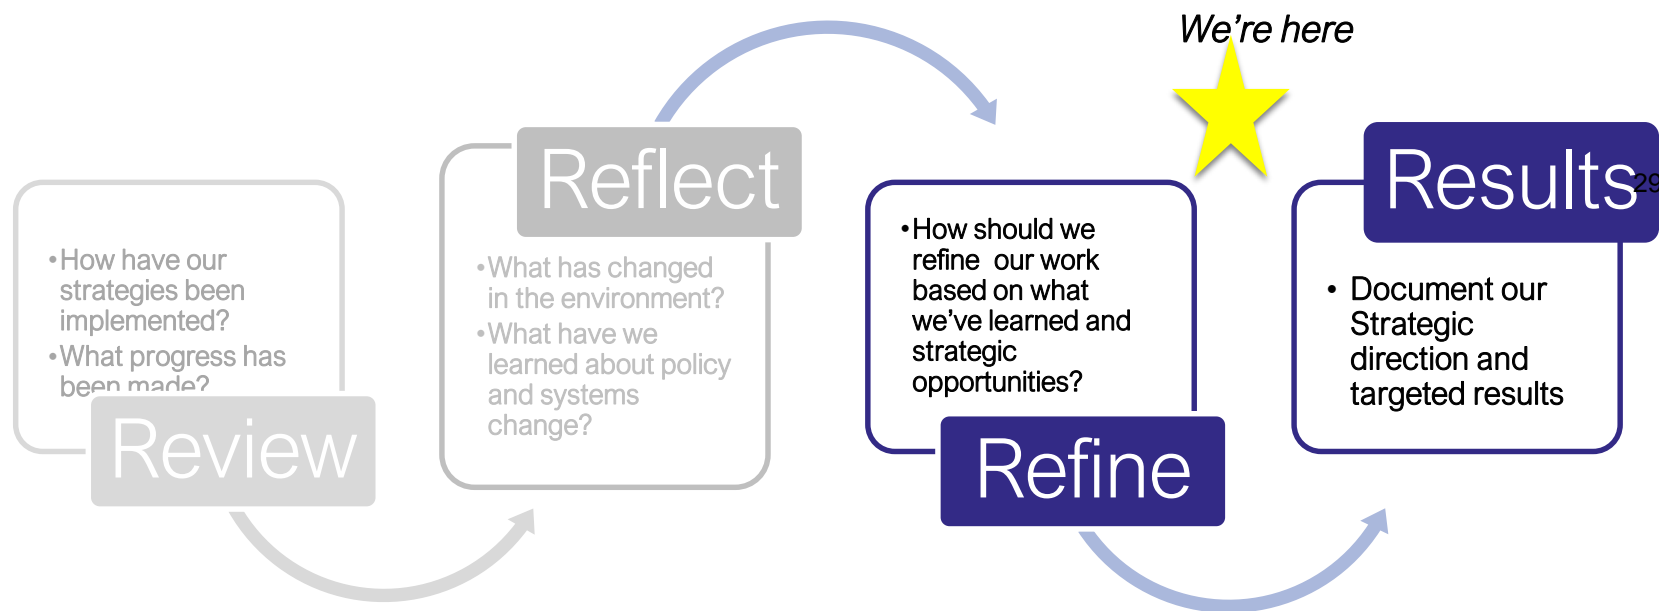 We're here
•How have our
strategies been
implemented?
•What progress has
been made?
Review
Reflect
•What has changed
in the environment?
•What have we
learned about policy
and systems
change?
•How should we
refine our work
based on what
we've learned and
strategic
opportunities?
Refine
Results
29
• Document our
Strategic
direction and
targeted results